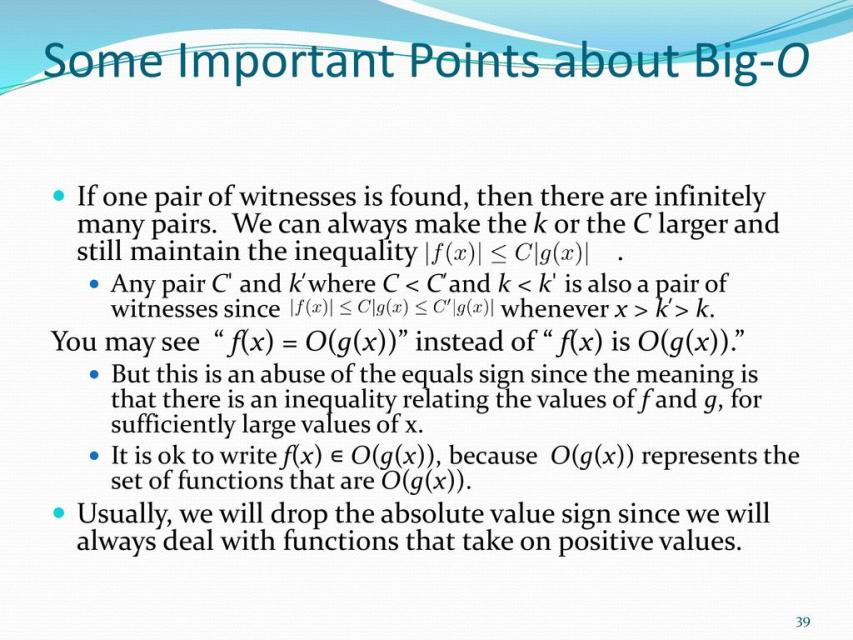 Some Important Points about Big-O
• If one pair of witnesses is found, then there are infinitely
many pairs. We can always make the k or the C larger and
still maintain the inequality |f(x)| ≤ C|g(x)| .
• Any pair C' and k′where C < C′and k < k' is also a pair of
witnesses since |f(x)| ≤ C|g(x) ≤ C′|g(x)| whenever x > k′> k.
You may see “ f(x) = O(g(x))” instead of “ f(x) is O(g(x)).”
• But this is an abuse of the equals sign since the meaning is
that there is an inequality relating the values of f and g, for
sufficiently large values of x.
• It is ok to write f(x) ∊ O(g(x)), because O(g(x)) represents the
set of functions that are O(g(x)).
• Usually, we will drop the absolute value sign since we will
always deal with functions that take on positive values.
39